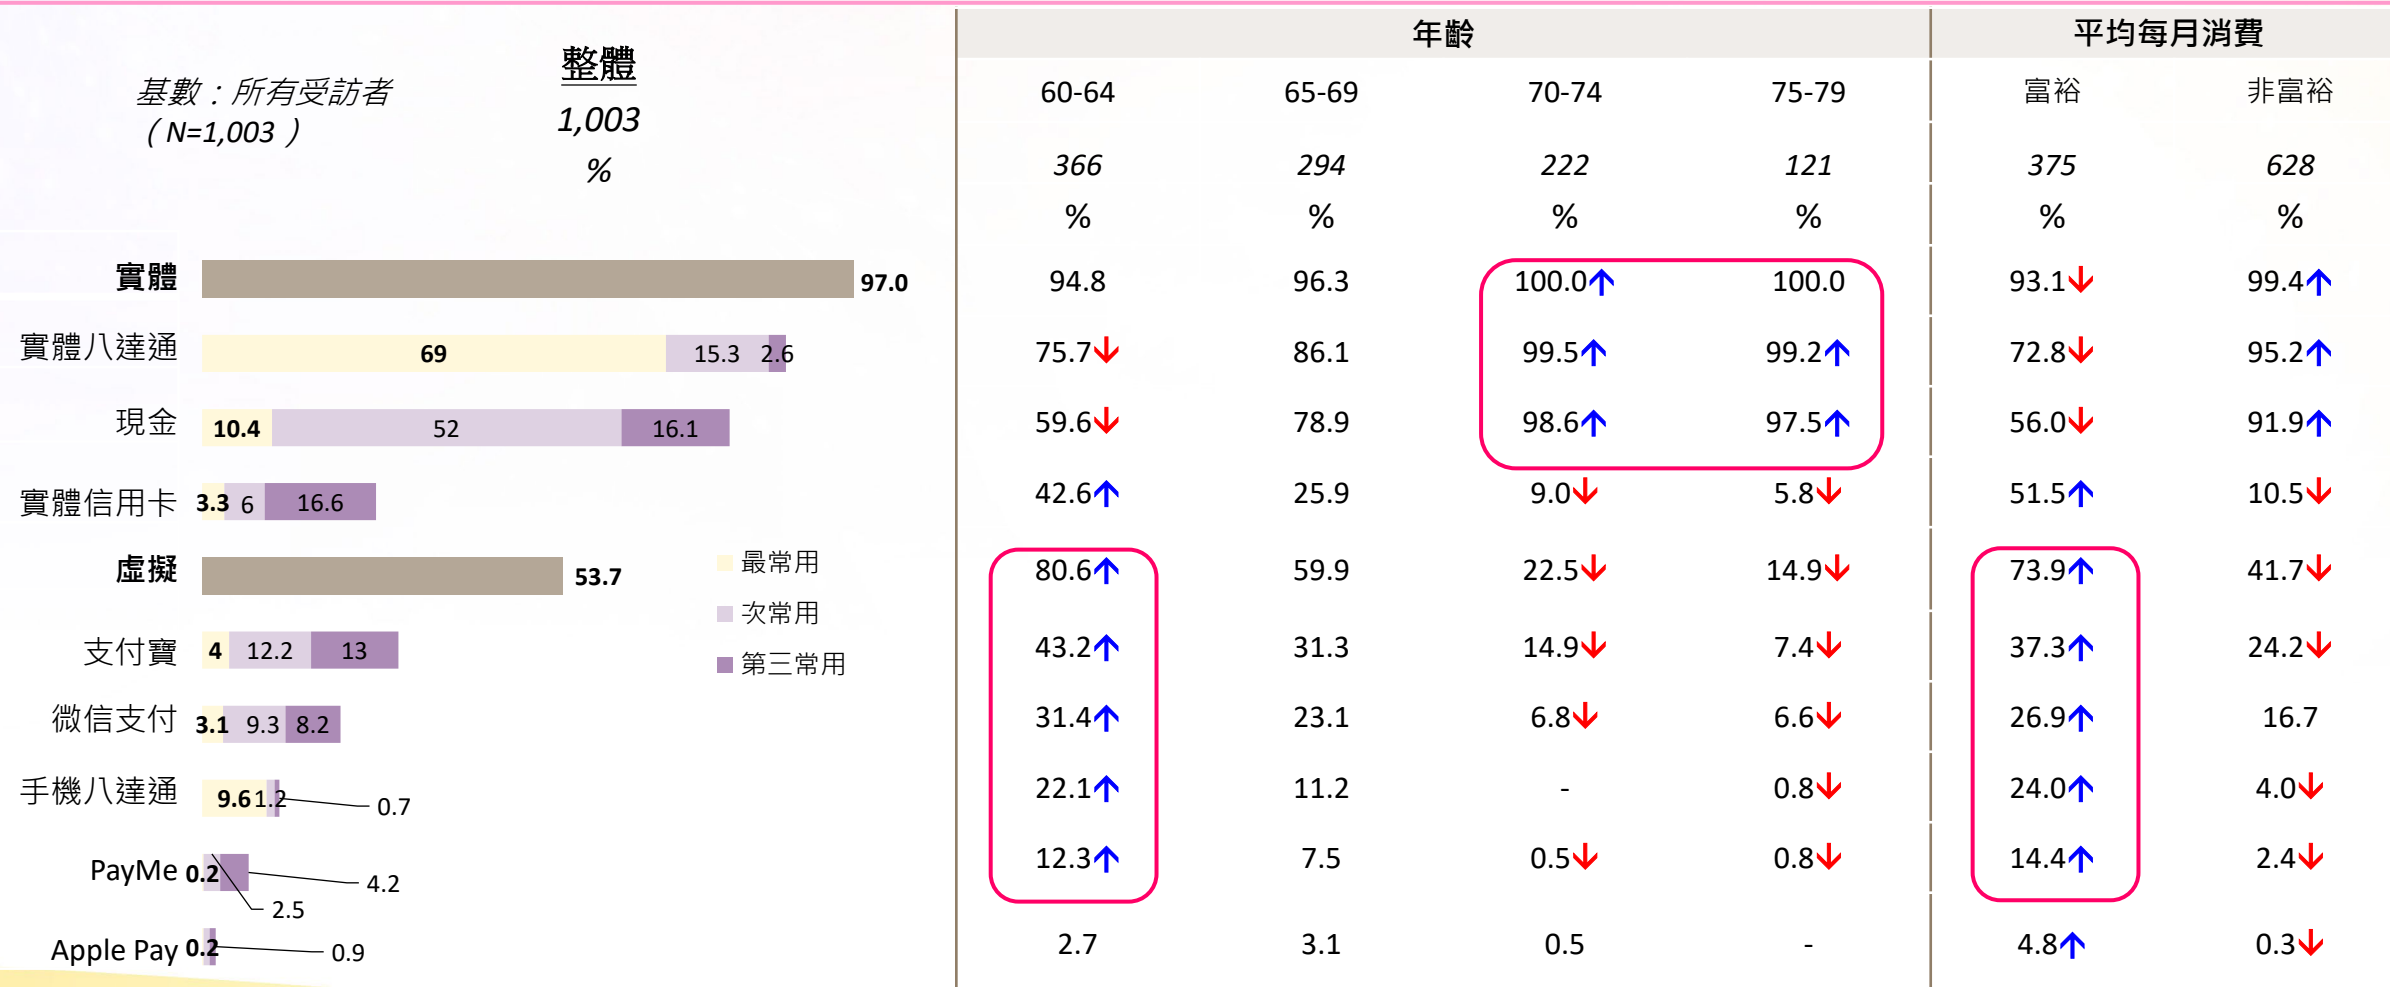 整體
基數：所有受訪者
（N=1,003 ）
1,003
%
年齡 平均每月消費
60-64 65-69 70-74 75-79 富裕 非富裕
366 294 222 121 375 628
% % % % % %
實體 97.0 94.8 96.3 100.0↑ 100.0 93.1↓ 99.4↑
實體八達通 69 15.3 2.6 75.7↓ 86.1 99.5↑ 99.2↑ 72.8↓ 95.2↑
現金 10.4 52 16.1 59.6↓ 78.9 98.6↑ 97.5↑ 56.0↓ 91.9↑
實體信用卡 3.3 6 16.6 42.6↑ 25.9 9.0↓ 5.8↓ 51.5↑ 10.5↓
虛擬 53.7 80.6↑ 59.9 22.5↓ 14.9↓ 73.9↑ 41.7↓
最常用
次常用
第三常用
支付寶 4 12.2 13 43.2↑ 31.3 14.9↓ 7.4↓ 37.3↑ 24.2↓
微信支付 3.1 9.3 8.2 31.4↑ 23.1 6.8↓ 6.6↓ 26.9↑ 16.7
手機八達通 9.6 1.2 0.7 22.1↑ 11.2 - 0.8↓ 24.0↑ 4.0↓
PayMe 0.2 2.5 4.2 12.3↑ 7.5 0.5↓ 0.8↓ 14.4↑ 2.4↓
Apple Pay 0.2 0.9 2.7 3.1 0.5 - 4.8↑ 0.3↓